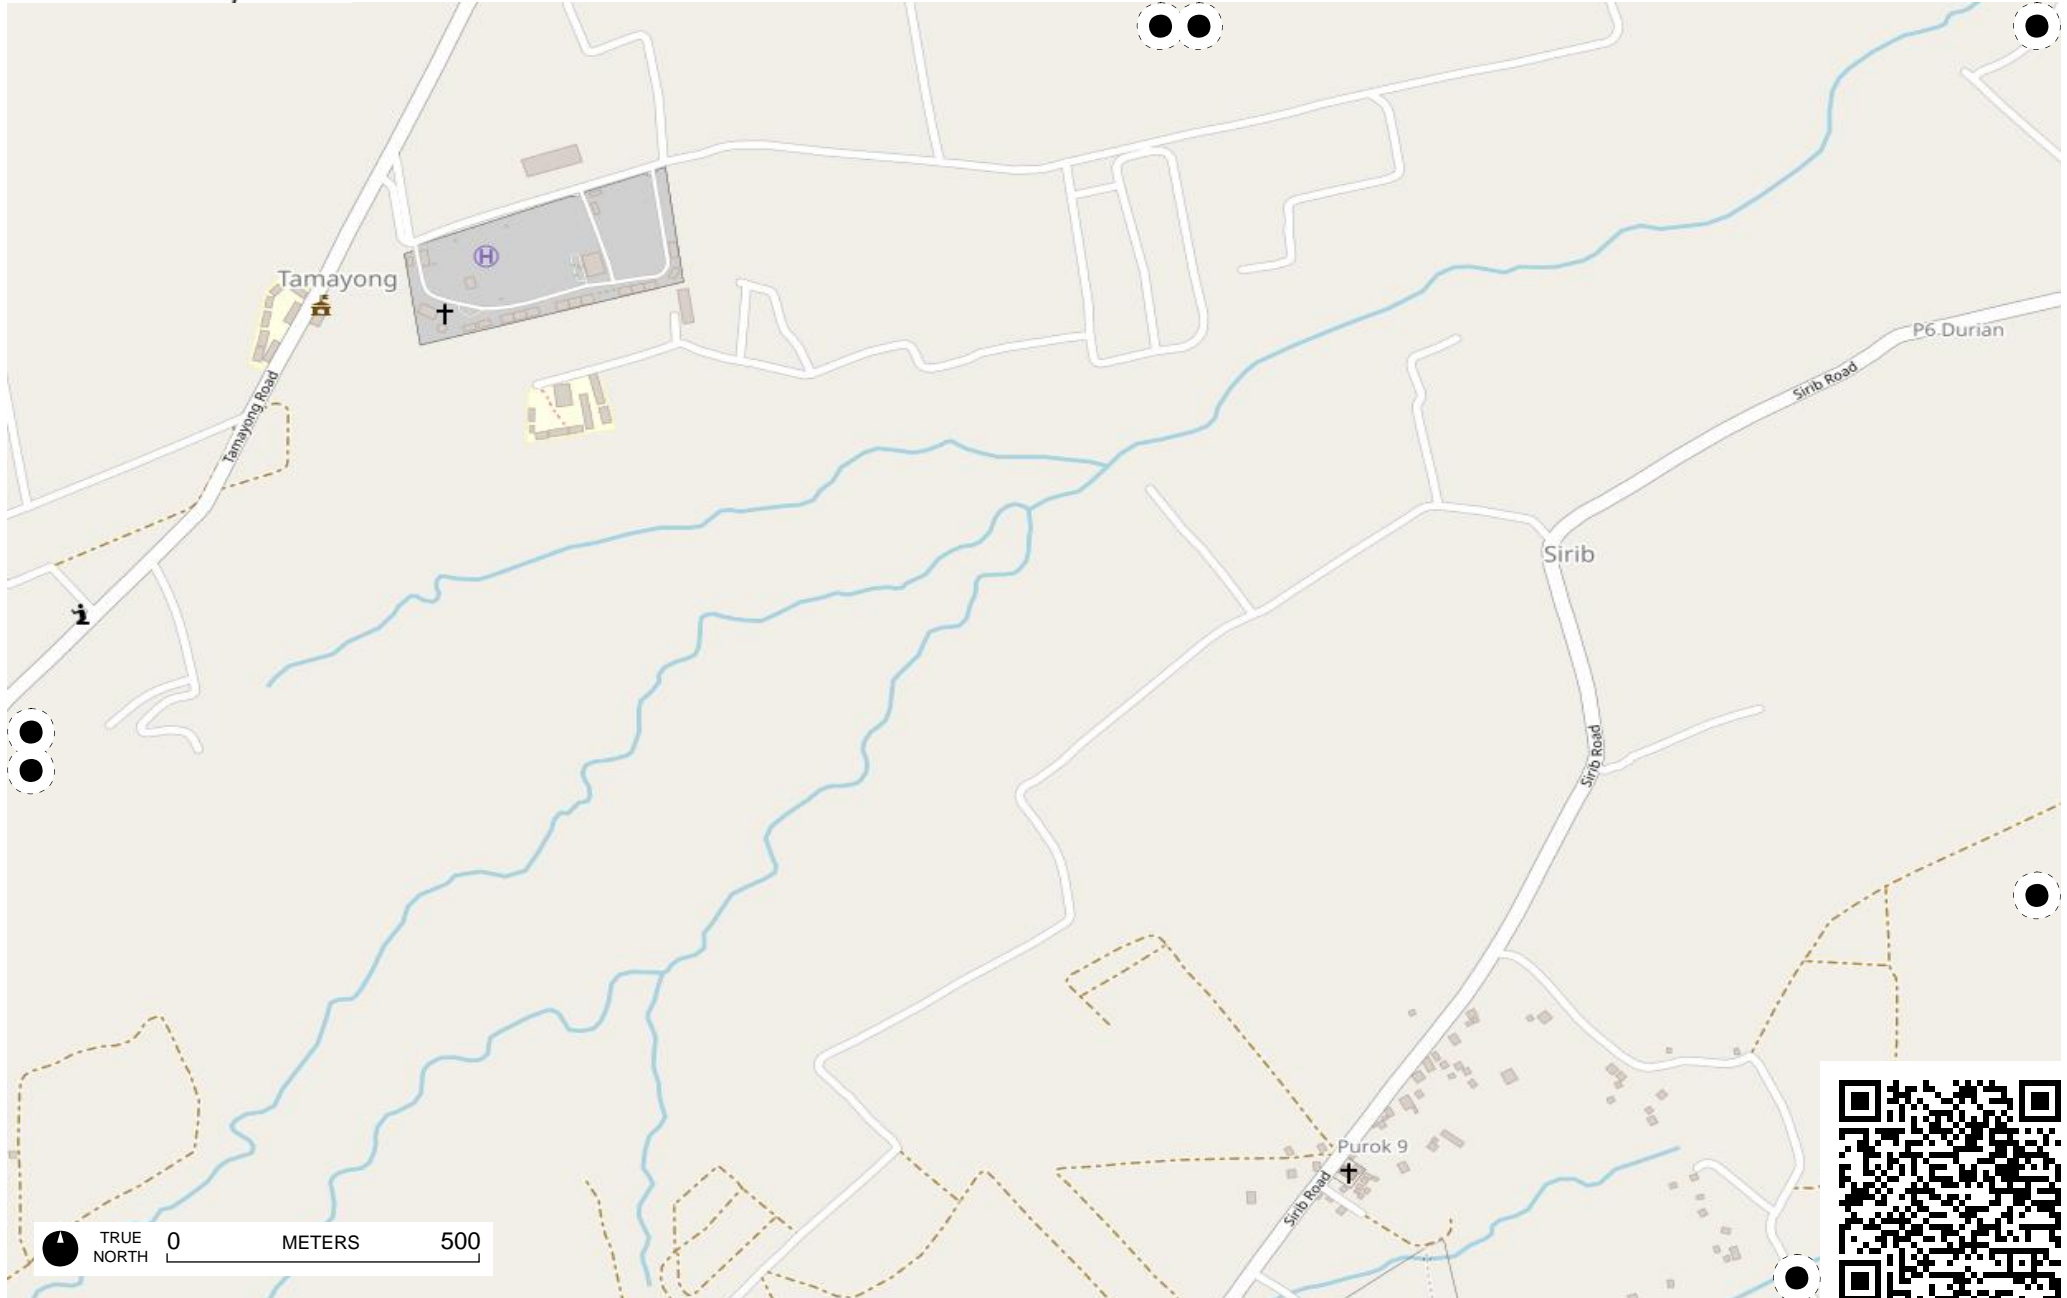 Tamayong
P6 Durian
Sirib Road
Tamayong Road
Sirib
Sirib Road
Purok 9
Sirib Road
TRUE
NORTH
0
METERS
500